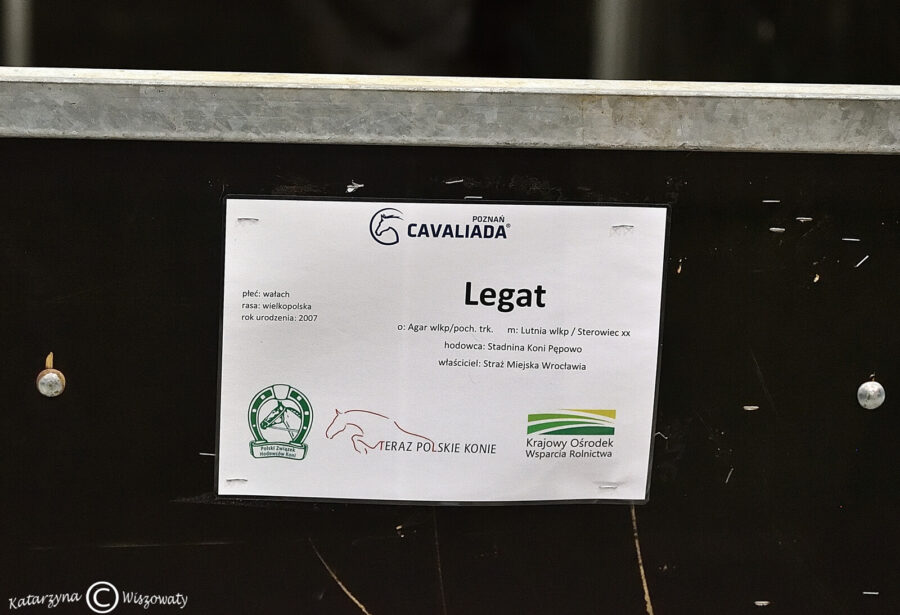 POZNAŃ
CAVALIADA®
Legat
płeć: wałach
rasa: wielkopolska
rok urodzenia: 2007
o: Agar wlkp/poch. trk. m: Lutnia wlkp / Sterowiec xx
hodowca: Stadnina Koni Pępowo
właściciel: Straż Miejska Wrocławia
Polski Związek
Hodowców Koni
TERAZ POLSKIE KONIE
Krajowy Ośrodek
Wsparcia Rolnictwa
Katarzyna © Wiszowaty